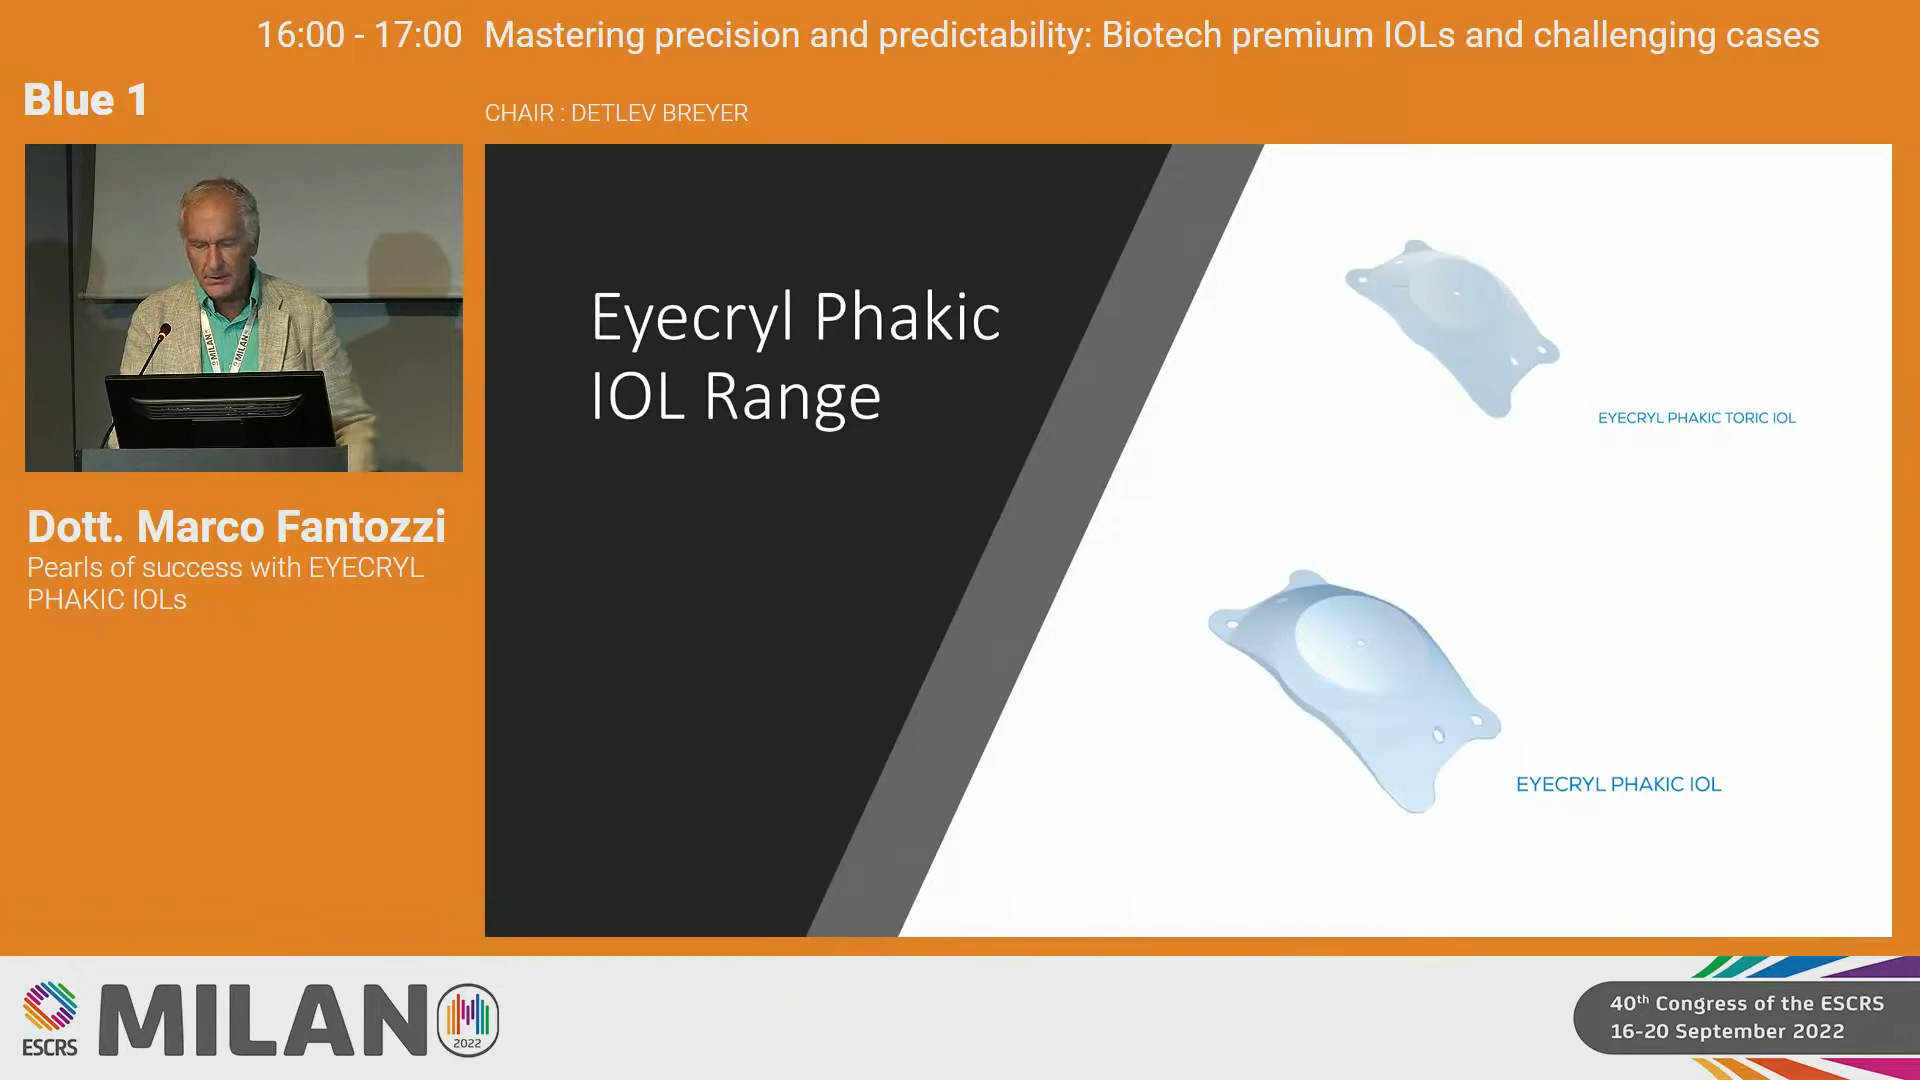 16:00 - 17:00 Mastering precision and predictability: Biotech premium IOLs and challenging cases
Blue 1
CHAIR : DETLEV BREYER
MILAN
MILAN
Dott. Marco Fantozzi
Pearls of success with EYECRYL
PHAKIC IOLs
Eyecryl Phakic
IOL Range
EYECRYL PHAKIC TORIC IOL
EYECRYL PHAKIC IOL
ESCRS
MILANO
2022
40th Congress of the ESCRS
16-20 September 2022